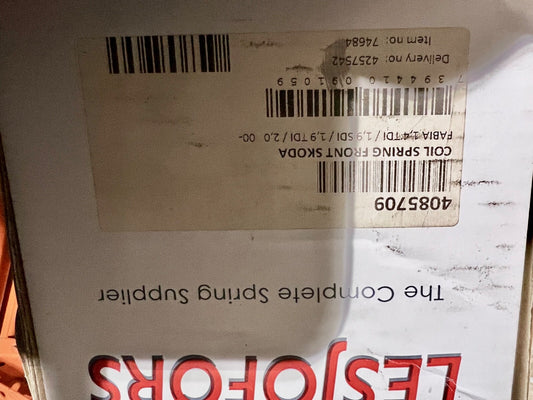 LESJOFORS
The Complete Spring Supplier
4085709
COIL SPRING FRONT SKODA
FABIA 1,4 TDI / 1,9 SDI / 1,9 TDI / 2.0 00-
7 394410 091059
Delivery no: 4257542
Item no: 74684